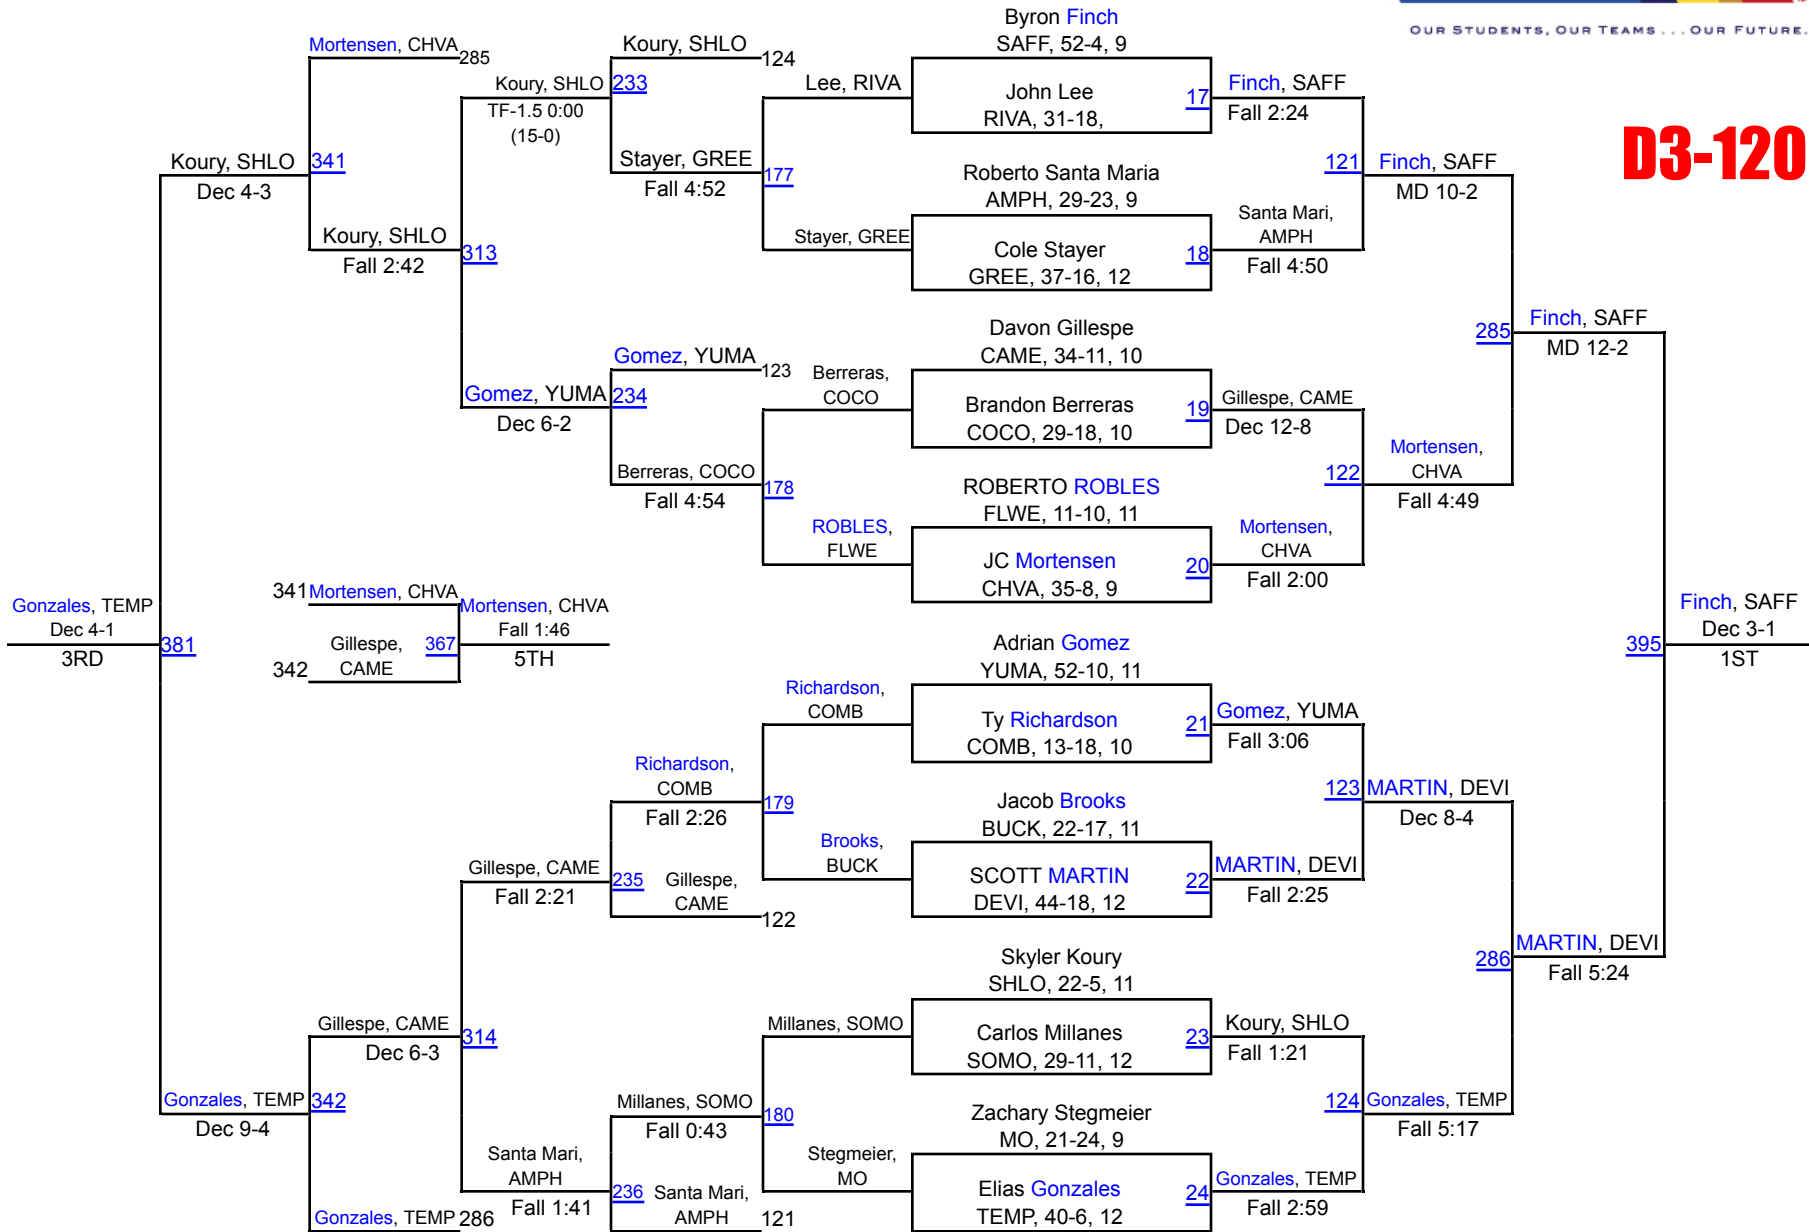 OUR STUDENTS, OUR TEAMS . . . OUR FUTURE.
D3-120
Byron Finch
SAFF, 52-4, 9
John Lee
RIVA, 31-18,
17
Roberto Santa Maria
AMPH, 29-23, 9
Cole Stayer
GREE, 37-16, 12
18
Davon Gillespe
CAME, 34-11, 10
Brandon Berreras
COCO, 29-18, 10
19
ROBERTO ROBLES
FLWE, 11-10, 11
JC Mortensen
CHVA, 35-8, 9
20
Adrian Gomez
YUMA, 52-10, 11
Ty Richardson
COMB, 13-18, 10
21
Jacob Brooks
BUCK, 22-17, 11
SCOTT MARTIN
DEVI, 44-18, 12
22
Skyler Koury
SHLO, 22-5, 11
Carlos Millanes
SOMO, 29-11, 12
23
Zachary Stegmeier
MO, 21-24, 9
Elias Gonzales
TEMP, 40-6, 12
24
Finch, SAFF
Fall 2:24
121
Santa Mari,
AMPH
Fall 4:50
Gillespe, CAME
Dec 12-8
122
Mortensen,
CHVA
Fall 2:00
Gomez, YUMA
Fall 3:06
123
MARTIN, DEVI
Fall 2:25
Koury, SHLO
Fall 1:21
124
Gonzales, TEMP
Fall 2:59
Finch, SAFF
MD 10-2
285
Mortensen,
CHVA
Fall 4:49
MARTIN, DEVI
Dec 8-4
286
Gonzales, TEMP
Fall 5:17
Finch, SAFF
MD 12-2
395
MARTIN, DEVI
Fall 5:24
Finch, SAFF
Dec 3-1
1ST
Lee, RIVA
177
Stayer, GREE
Berreras,
COCO
178
ROBLES,
FLWE
Richardson,
COMB
179
Brooks,
BUCK
Millanes, SOMO
180
Stegmeier,
MO
Koury, SHLO
124
233
Stayer, GREE
Fall 4:52
Gomez, YUMA
123
234
Berreras, COCO
Fall 4:54
Richardson,
COMB
Fall 2:26
235
Gillespe,
CAME
122
Millanes, SOMO
Fall 0:43
236
Santa Mari,
AMPH
121
Koury, SHLO
TF-1.5 0:00
(15-0)
313
Gomez, YUMA
Dec 6-2
Gillespe, CAME
Fall 2:21
314
Santa Mari,
AMPH
Fall 1:41
Mortensen, CHVA
285
341
Koury, SHLO
Fall 2:42
Gillespe, CAME
Dec 6-3
342
Gonzales, TEMP
286
Koury, SHLO
Dec 4-3
381
Gonzales, TEMP
Dec 9-4
Gonzales, TEMP
Dec 4-1
3RD
341
Mortensen, CHVA
342
Gillespe,
CAME
367
Mortensen, CHVA
Fall 1:46
5TH